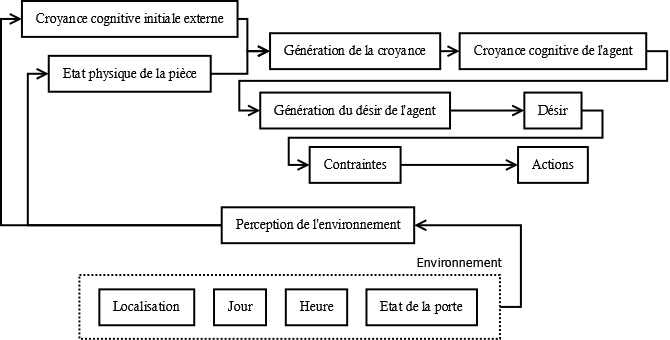 Croyance cognitive initiale externe
Génération de la croyance
Croyance cognitive de l'agent
Etat physique de la pièce
Génération du désir de l'agent
Désir
Contraintes
Actions
Perception de l'environnement
Environnement
Localisation
Jour
Heure
Etat de la porte